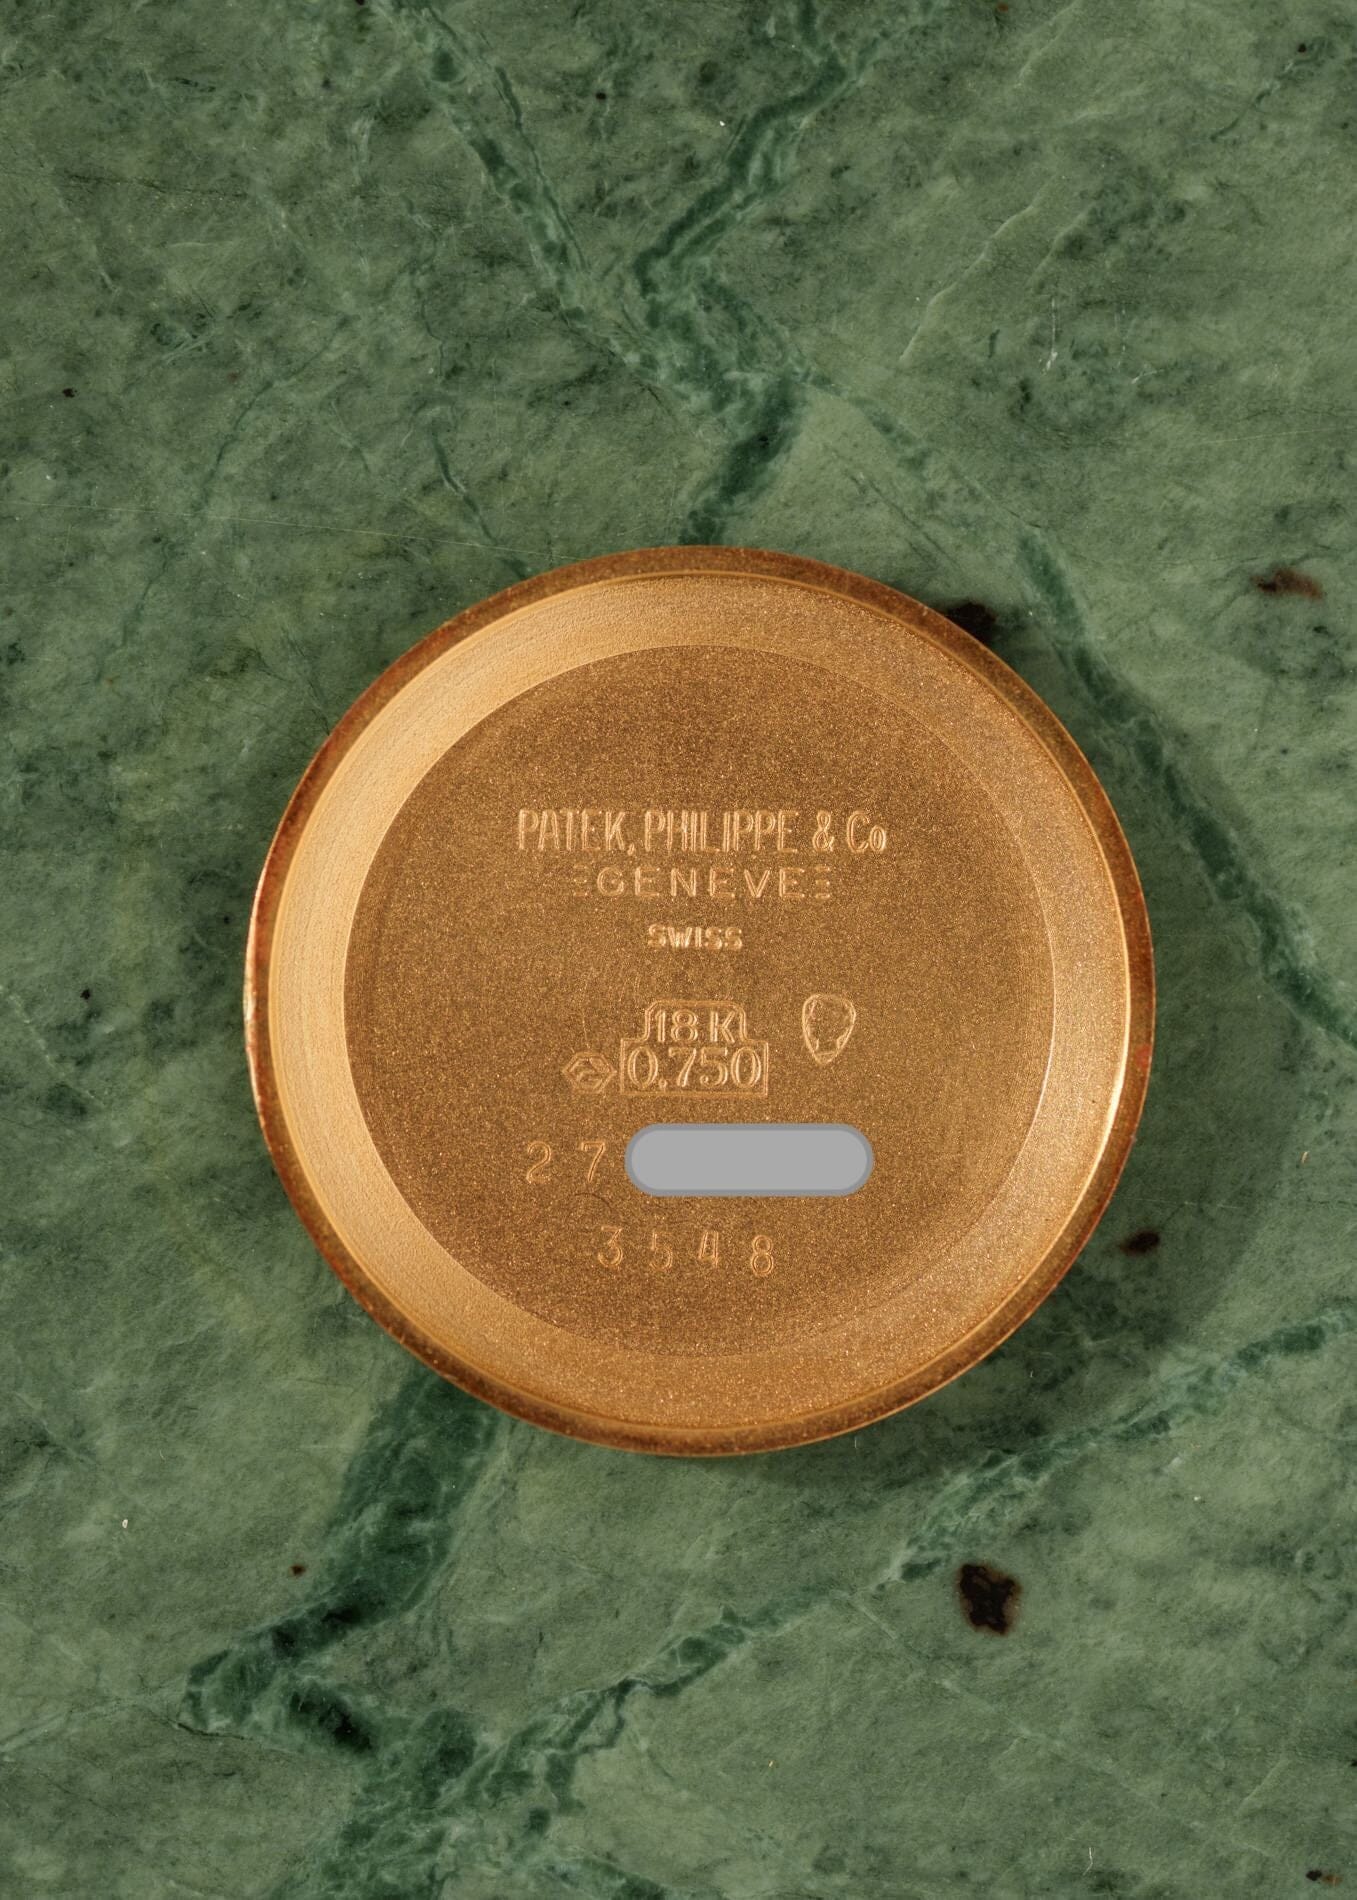 PATEK, PHILIPPE & Co
GENEVE
SWISS
18 K
0.750
G
27
3548